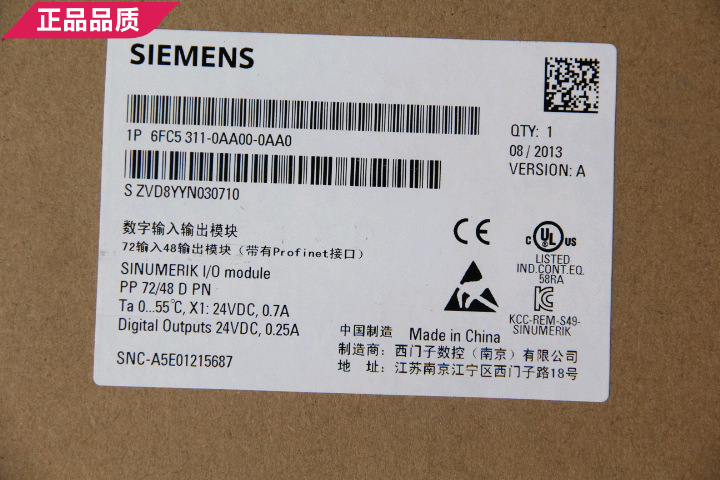 正品品质
SIEMENS
1P 6FC5 311-0AA00-0AA0
S ZVD8YYN030710
QTY: 1
08 / 2013
VERSION: A
数字输入输出模块
72输入48输出模块（带有Profinet接口）
SINUMERIK I/O module
PP 72/48 D PN
Ta 0...55℃, X1: 24VDC, 0.7A
Digital Outputs 24VDC, 0.25A
SNC-A5E01215687
CE
C UL US
LISTED
IND.CONT.EQ.
58RA
KCC-REM-S49-
SINUMERIK
中国制造 Made in China
制造商：西门子数控（南京）有限公司
地 址：江苏南京江宁区西门子路18号